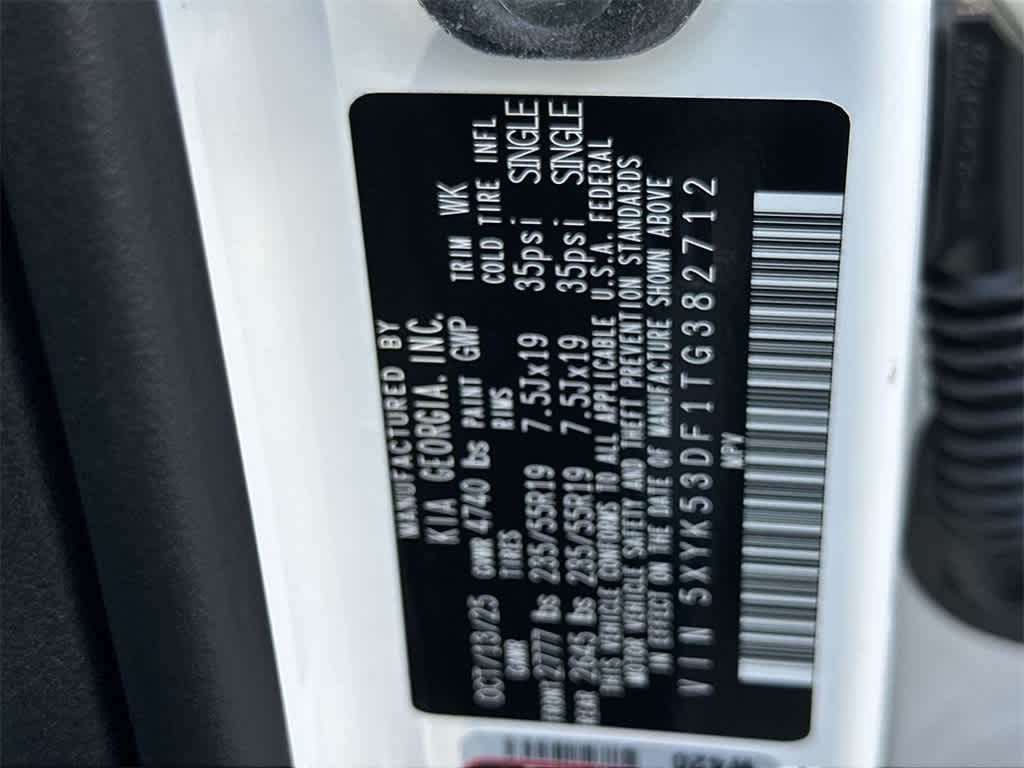 MANUFACTURED BY
KIA GEORGIA. INC.
OCT/13/25 GVWR 4740 lbs PAINT GWP TRIM WK
GAWR TIRES RIMS COLD TIRE INFL
FRONT 2777 lbs 235/55R19 7.5Jx19 35psi SINGLE
REAR 2645 lbs 235/55R19 7.5Jx19 35psi SINGLE
THIS VEHICLE CONFORMS TO ALL APPLICABLE U.S.A. FEDERAL
MOTOR VEHICLE SAFETY AND THEFT PREVENTION STANDARDS
IN EFFECT ON THE DATE OF MANUFACTURE SHOWN ABOVE
VIN 5XYK53DF1TG382712
MPV